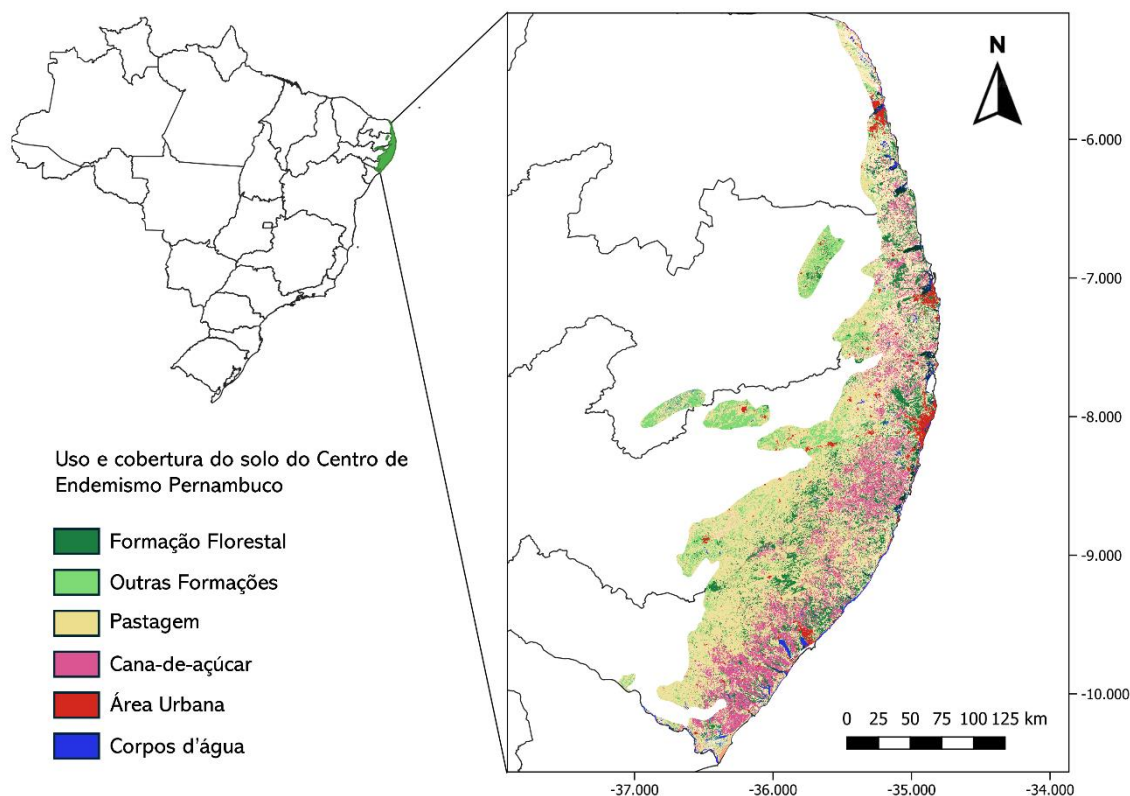 N
-6.000
-7.000
-8.000
-9.000
-10.000
Uso e cobertura do solo do Centro de
Endemismo Pernambuco
Formação Florestal
Outras Formações
Pastagem
Cana-de-açúcar
Área Urbana
Corpos d'água
0 25 50 75 100 125 km
-37.000 -36.000 -35.000 -34.000